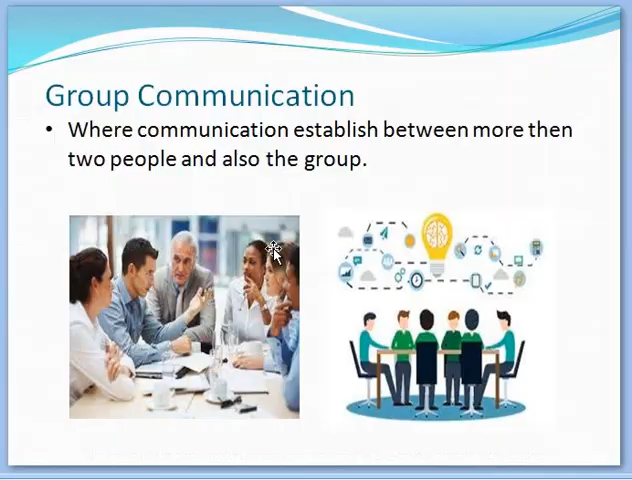 Group Communication
• Where communication establish between more then
two people and also the group.